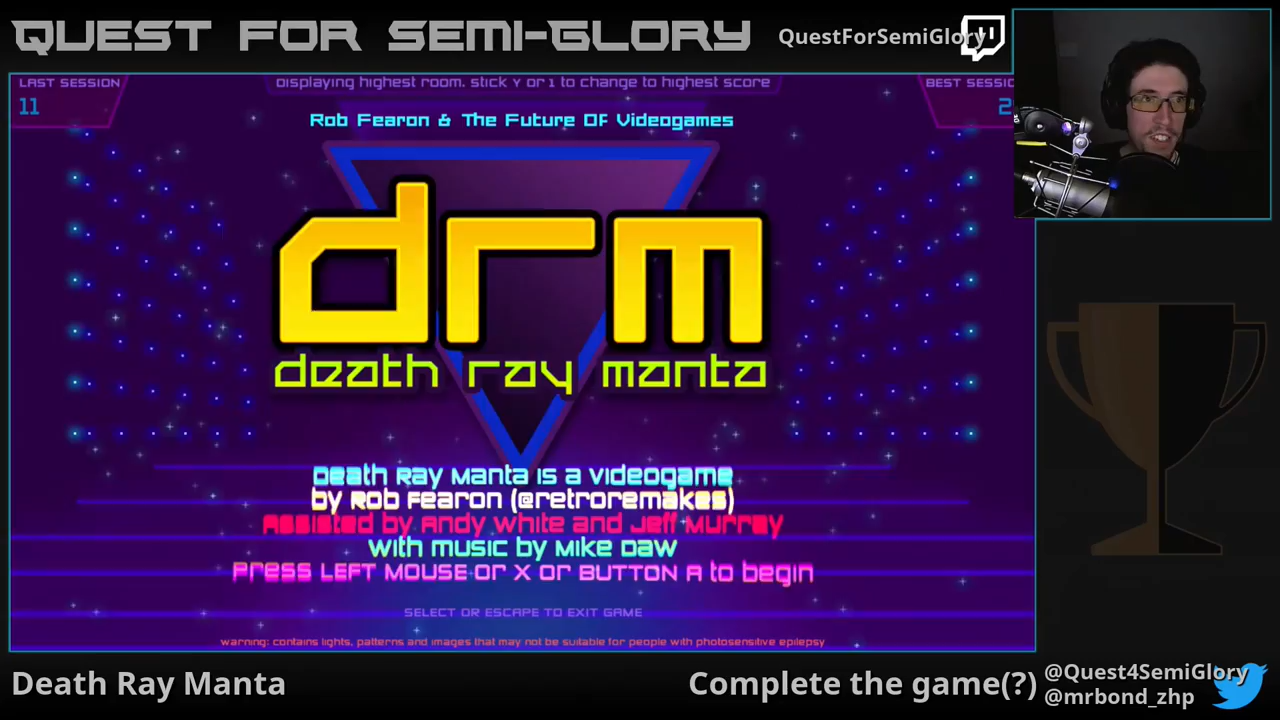 QUEST FOR SEMI-GLORY
QuestForSemiGlory
LAST SESSION
11
displaying highest room. stick Y or 1 to change to highest score
BEST SESSI
2
Rob Fearon & The Future Of Videogames
drm
death ray manta
Death Ray Manta is a videogame
by Rob Fearon (@retroremakes)
Assisted by Andy White and Jeff Murray
with music by Mike Daw
Press LEFT MOUSE or X or BUTTON A to begin
SELECT OR ESCAPE TO EXIT GAME
warning: contains lights, patterns and images that may not be suitable for people with photosensitive epilepsy
Death Ray Manta
Complete the game(?)
@Quest4SemiGlory
@mrbond_zhp